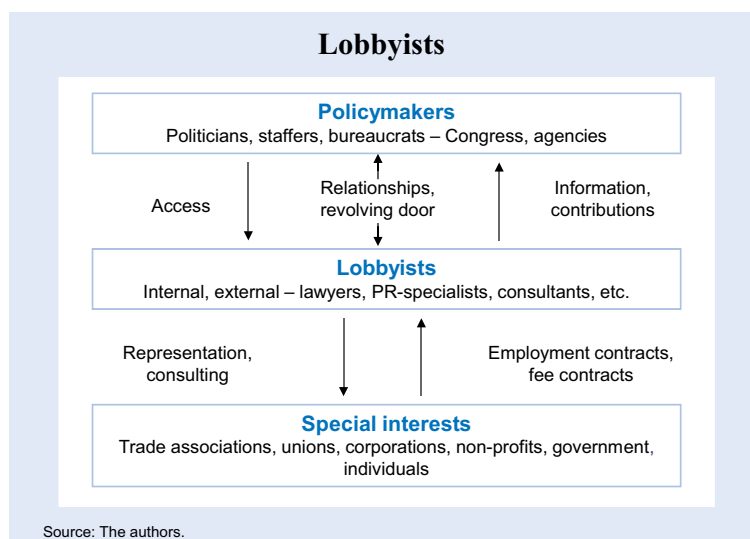 Lobbyists
Policymakers
Politicians, staffers, bureaucrats – Congress, agencies
Access
Relationships,
revolving door
Information,
contributions
Lobbyists
Internal, external – lawyers, PR-specialists, consultants, etc.
Representation,
consulting
Employment contracts,
fee contracts
Special interests
Trade associations, unions, corporations, non-profits, government,
individuals
Source: The authors.